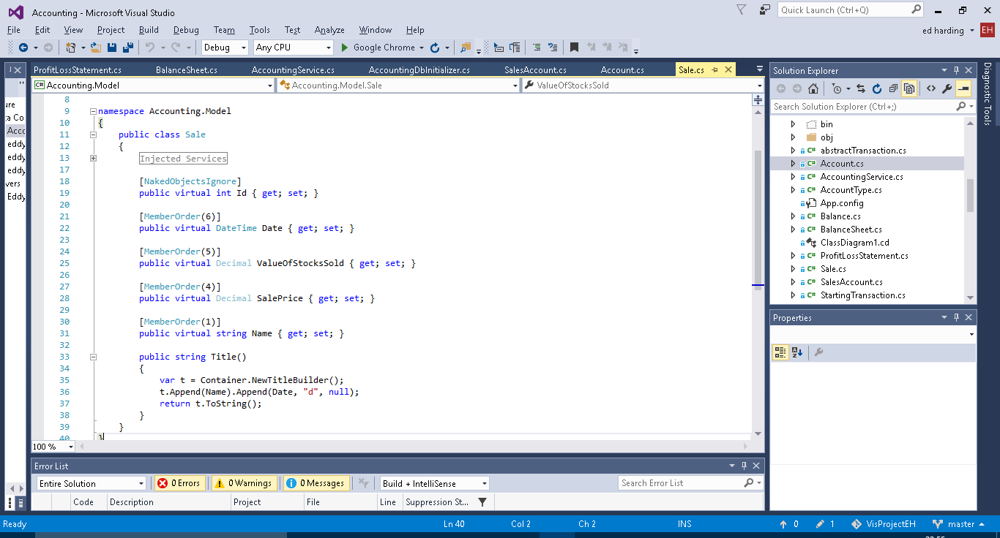 Accounting - Microsoft Visual Studio
Quick Launch (Ctrl+Q)
File Edit View Project Build Debug Team Tools Test Analyze Window Help
ed harding EH
Debug Any CPU Google Chrome
ProfitLossStatement.cs BalanceSheet.cs AccountingService.cs AccountingDbInitializer.cs SalesAccount.cs Account.cs Sale.cs
C# Accounting.Model Accounting.Model.Sale ValueOfStocksSold
8
9 namespace Accounting.Model
10 {
11 public class Sale
12 {
13 Injected Services
17
18 [NakedObjectsIgnore]
19 public virtual int Id { get; set; }
20
21 [MemberOrder(6)]
22 public virtual DateTime Date { get; set; }
23
24 [MemberOrder(5)]
25 public virtual Decimal ValueOfStocksSold { get; set; }
26
27 [MemberOrder(4)]
28 public virtual Decimal SalePrice { get; set; }
29
30 [MemberOrder(1)]
31 public virtual string Name { get; set; }
32
33 public string Title()
34 {
35 var t = Container.NewTitleBuilder();
36 t.Append(Name).Append(Date, "d", null);
37 return t.ToString();
38 }
39 }
40 }
100 %
ure
ta Co
Acco
eddy
eddy
eddy
vers
Eddy
Solution Explorer
Search Solution Explorer (Ctrl+;)
bin
obj
C# abstractTransaction.cs
C# Account.cs
C# AccountingService.cs
C# AccountType.cs
App.config
C# Balance.cs
C# BalanceSheet.cs
ClassDiagram1.cd
C# ProfitLossStatement.cs
C# Sale.cs
C# SalesAccount.cs
C# StartingTransaction.cs
Diagnostic Tools
Properties
Error List
Entire Solution 0 Errors 0 Warnings 0 Messages Build + IntelliSense Search Error List
Code Description Project File Line Suppression St...
Ready Ln 40 Col 2 Ch 2 INS 0 1 VisProjectEH master